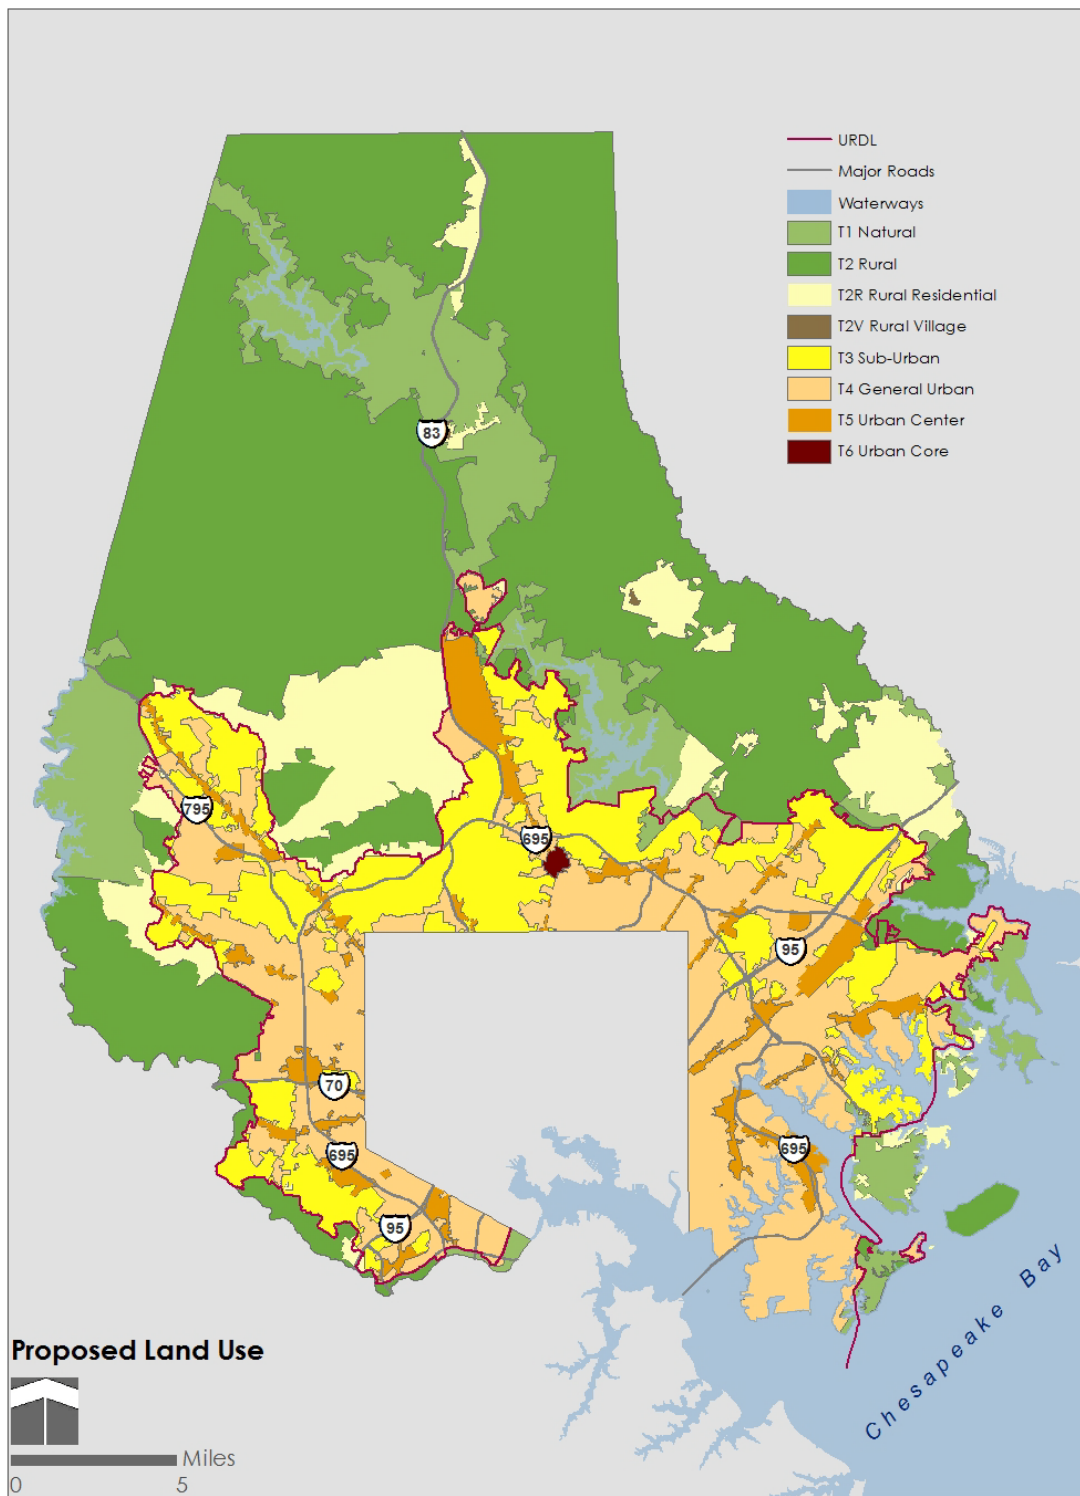 URDL
Major Roads
Waterways
T1 Natural
T2 Rural
T2R Rural Residential
T2V Rural Village
T3 Sub-Urban
T4 General Urban
T5 Urban Center
T6 Urban Core
83
795
695
95
70
695
695
95
Chesapeake Bay
Proposed Land Use
Miles
0 5